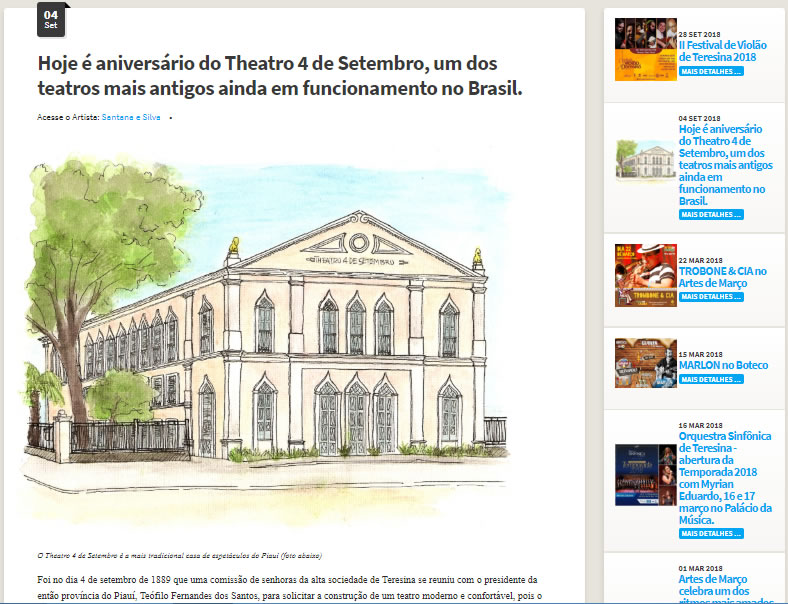 04
Set
Hoje é aniversário do Theatro 4 de Setembro, um dos
teatros mais antigos ainda em funcionamento no Brasil.
Acesse o Artista: Santana e Silva •
THEATRO 4 DE SETEMBRO
O Theatro 4 de Setembro é a mais tradicional casa de espetáculos do Piauí (foto abaixo)
Foi no dia 4 de setembro de 1889 que uma comissão de senhoras da alta sociedade de Teresina se reuniu com o presidente da
então província do Piauí, Teófilo Fernandes dos Santos, para solicitar a construção de um teatro moderno e confortável, pois o
28 SET 2018
II Festival de Violão
de Teresina 2018
MAIS DETALHES ...
04 SET 2018
Hoje é aniversário
do Theatro 4 de
Setembro, um dos
teatros mais antigos
ainda em
funcionamento no
Brasil.
MAIS DETALHES ...
22 MAR 2018
TROBONE & CIA no
Artes de Março
MAIS DETALHES ...
15 MAR 2018
MARLON no Boteco
MAIS DETALHES ...
16 MAR 2018
Orquestra Sinfônica
de Teresina -
abertura da
Temporada 2018
com Myrian
Eduardo, 16 e 17
março no Palácio da
Música.
MAIS DETALHES ...
01 MAR 2018
Artes de Março
celebra um dos
ritmos mais amados